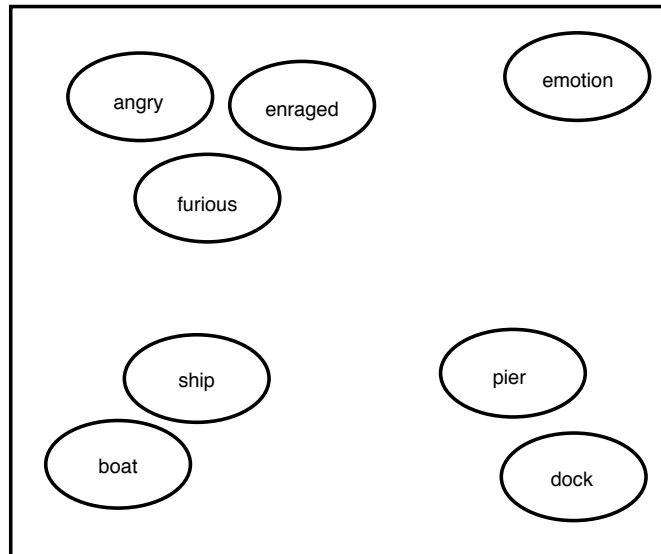 angry
enraged
emotion
furious
ship
pier
boat
dock